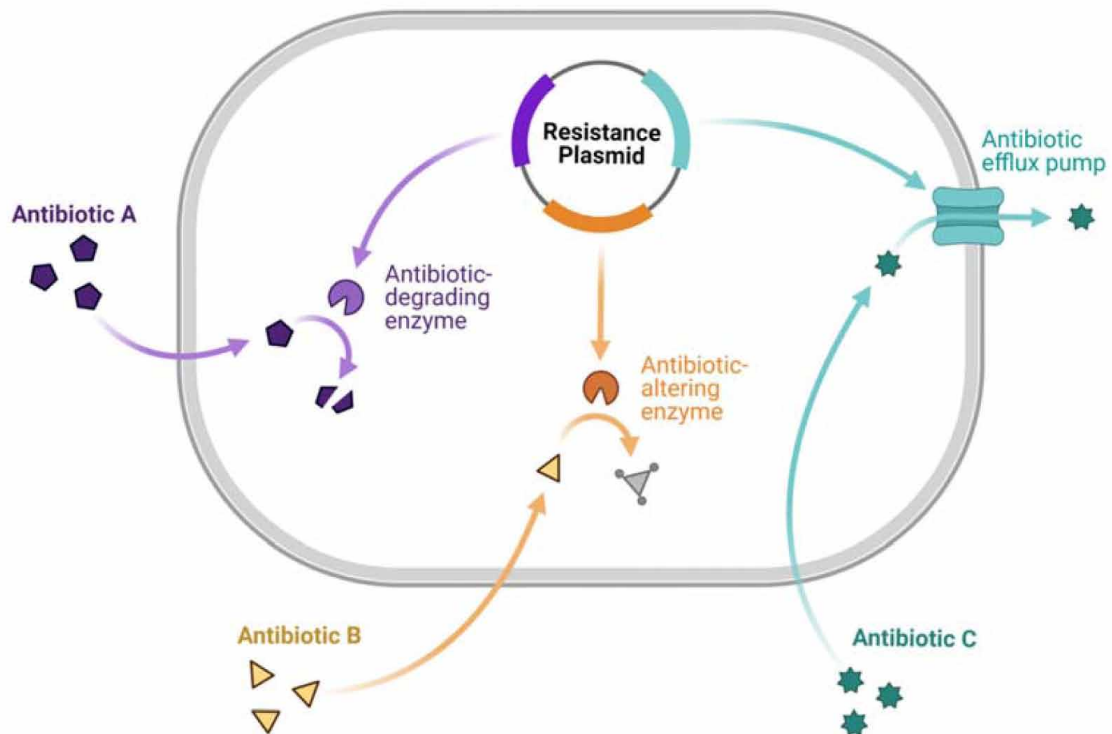 Resistance
Plasmid
Antibiotic
efflux pump
Antibiotic A
Antibiotic-
degrading
enzyme
Antibiotic-
altering
enzyme
Antibiotic B
Antibiotic C